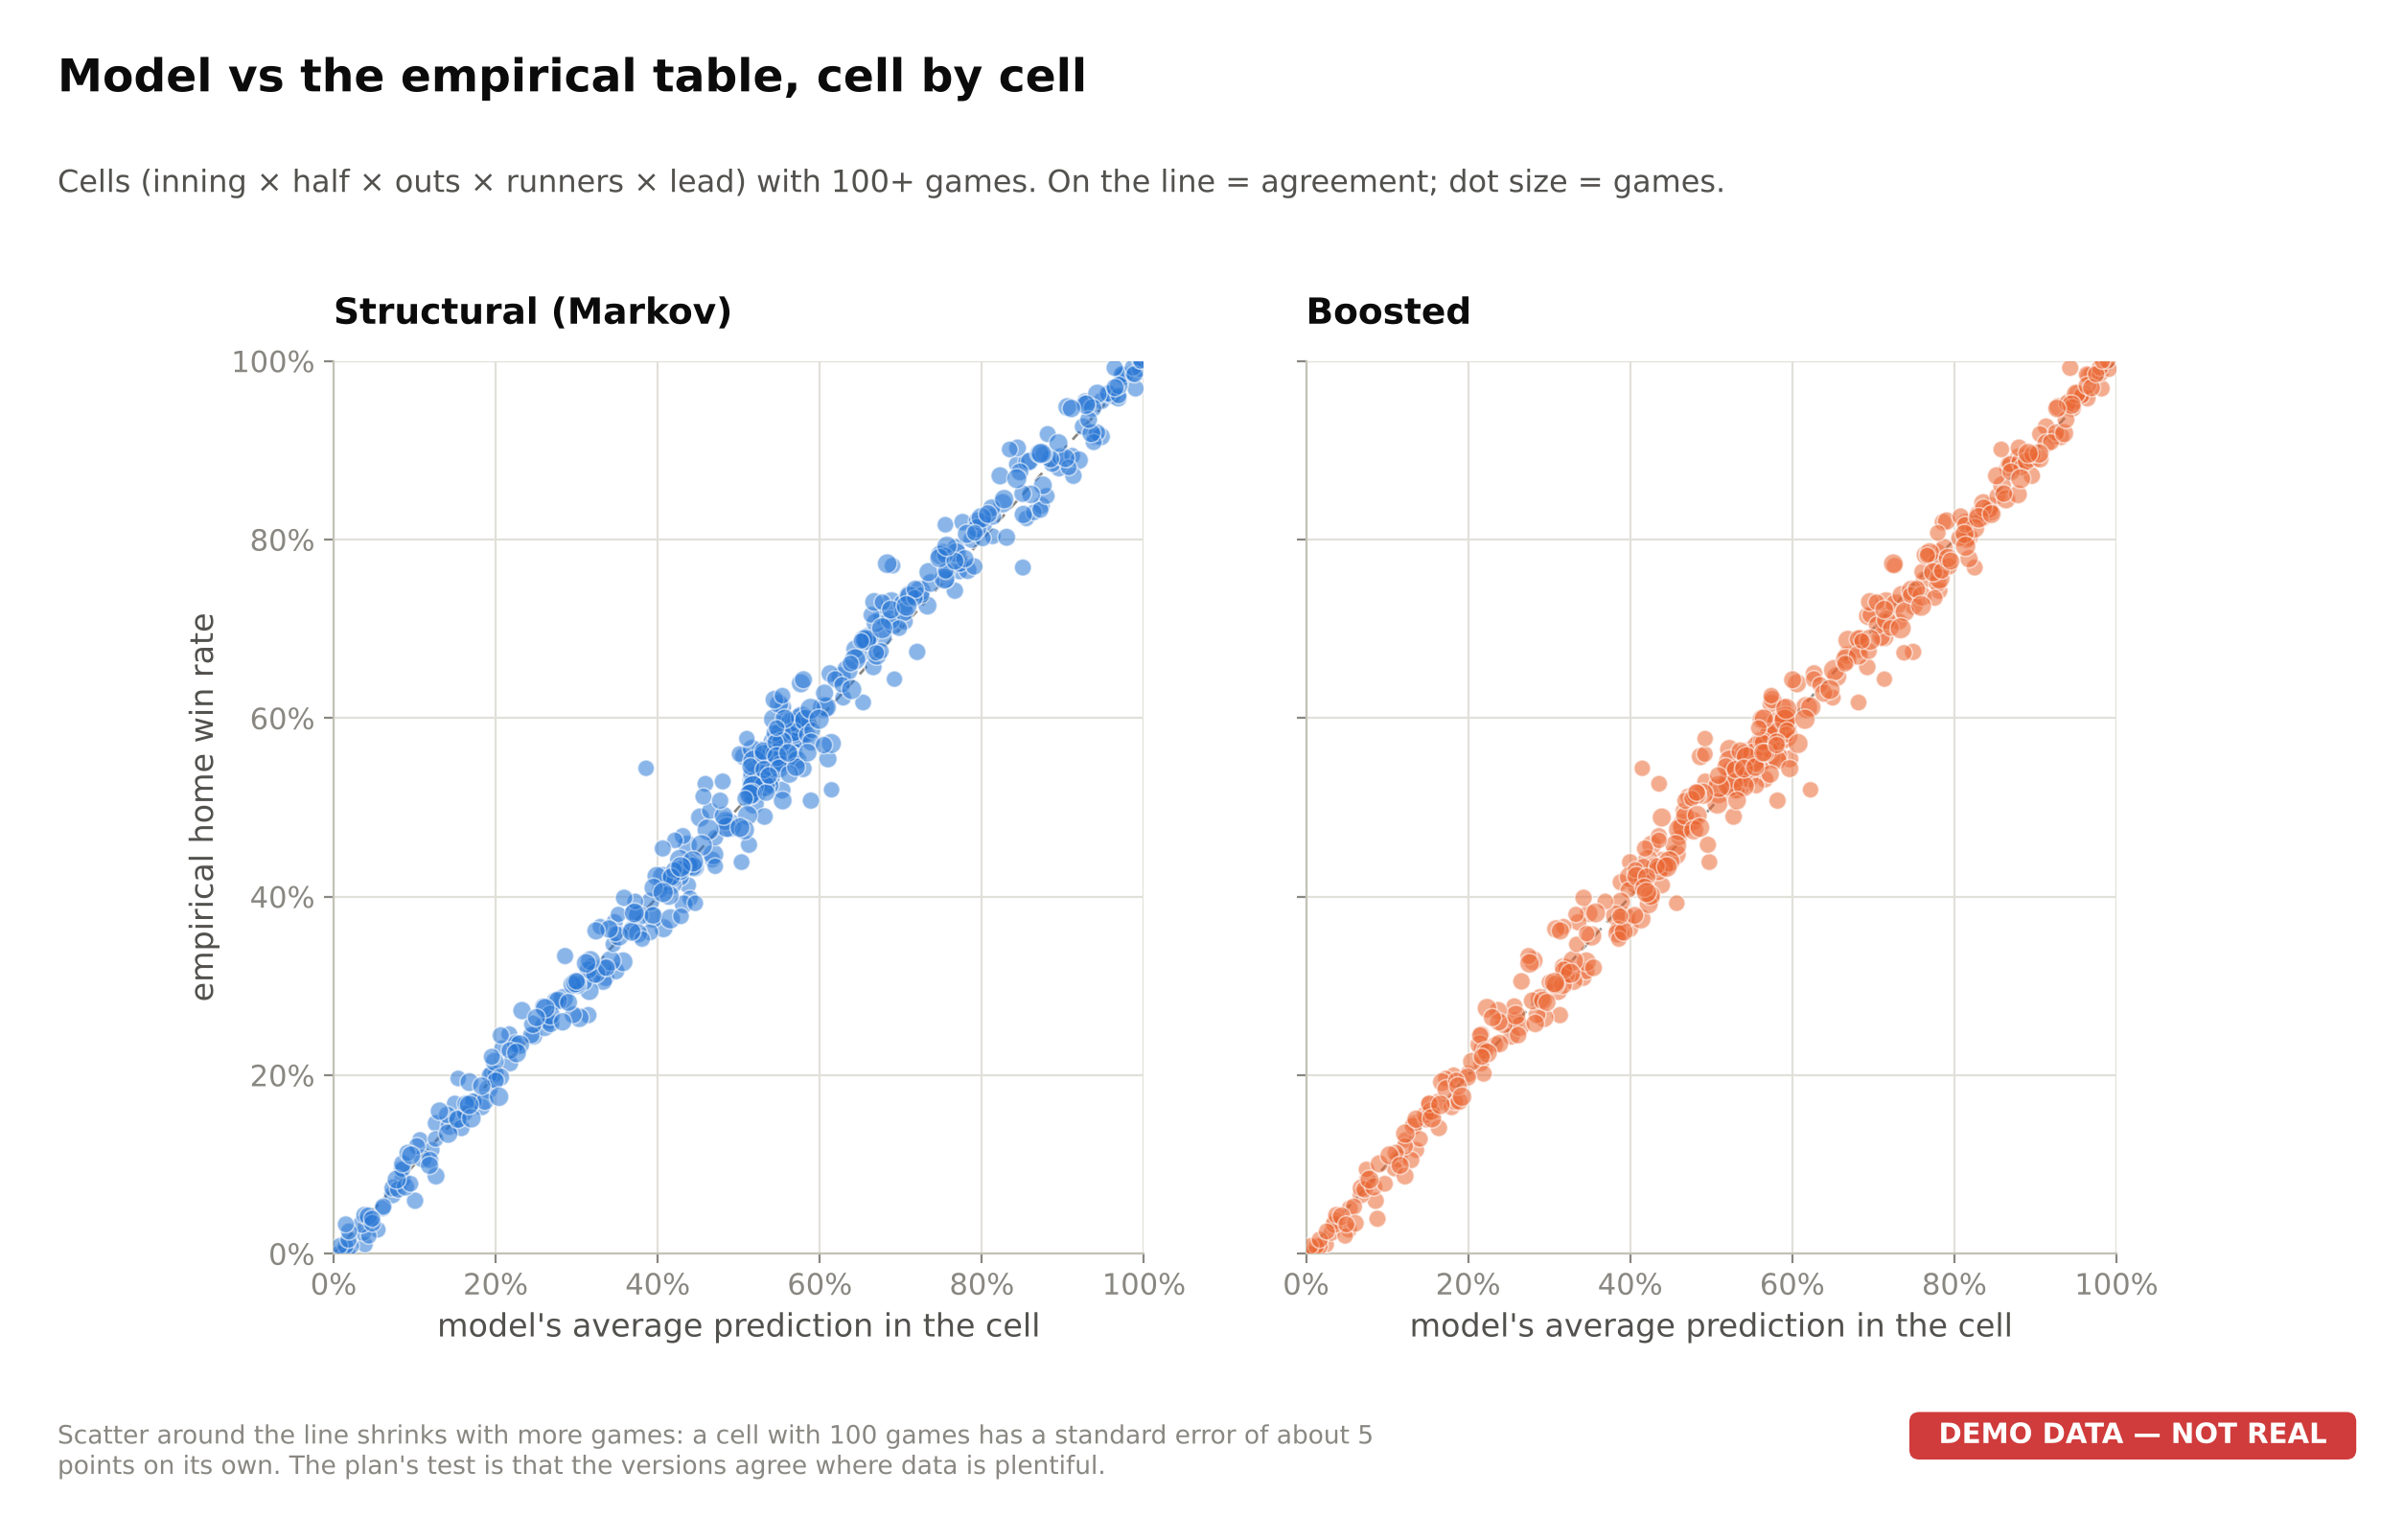 Model vs the empirical table, cell by cell
Cells (inning × half × outs × runners × lead) with 100+ games. On the line = agreement; dot size = games.
Structural (Markov)
Boosted
100%
80%
60%
40%
20%
0%
empirical home win rate
0% 20% 40% 60% 80% 100%
0% 20% 40% 60% 80% 100%
model's average prediction in the cell
model's average prediction in the cell
Scatter around the line shrinks with more games: a cell with 100 games has a standard error of about 5
points on its own. The plan's test is that the versions agree where data is plentiful.
DEMO DATA — NOT REAL